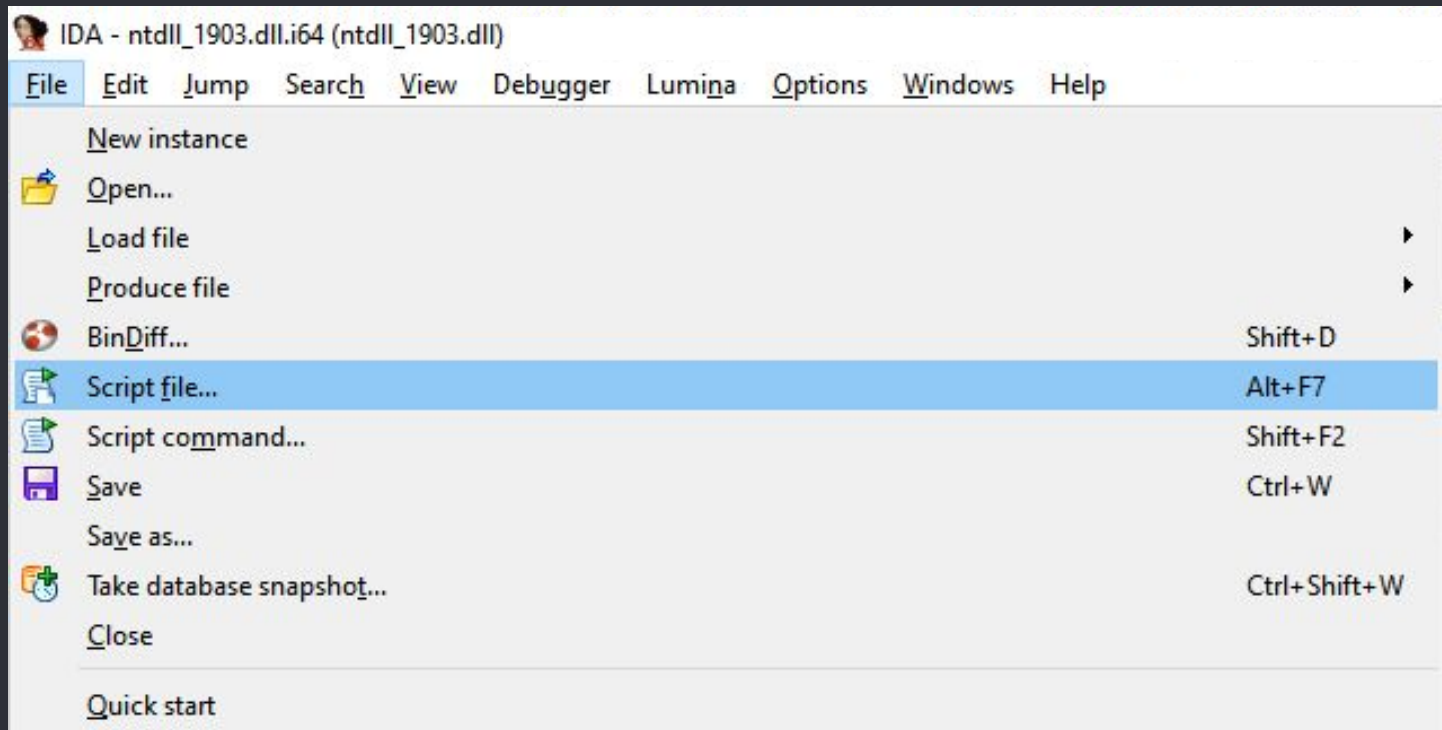 IDA - ntdll_1903.dll.i64 (ntdll_1903.dll)
File Edit Jump Search View Debugger Lumina Options Windows Help
New instance
Open...
Load file
Produce file
BinDiff... Shift+D
Script file... Alt+F7
Script command... Shift+F2
Save Ctrl+W
Save as...
Take database snapshot... Ctrl+Shift+W
Close
Quick start